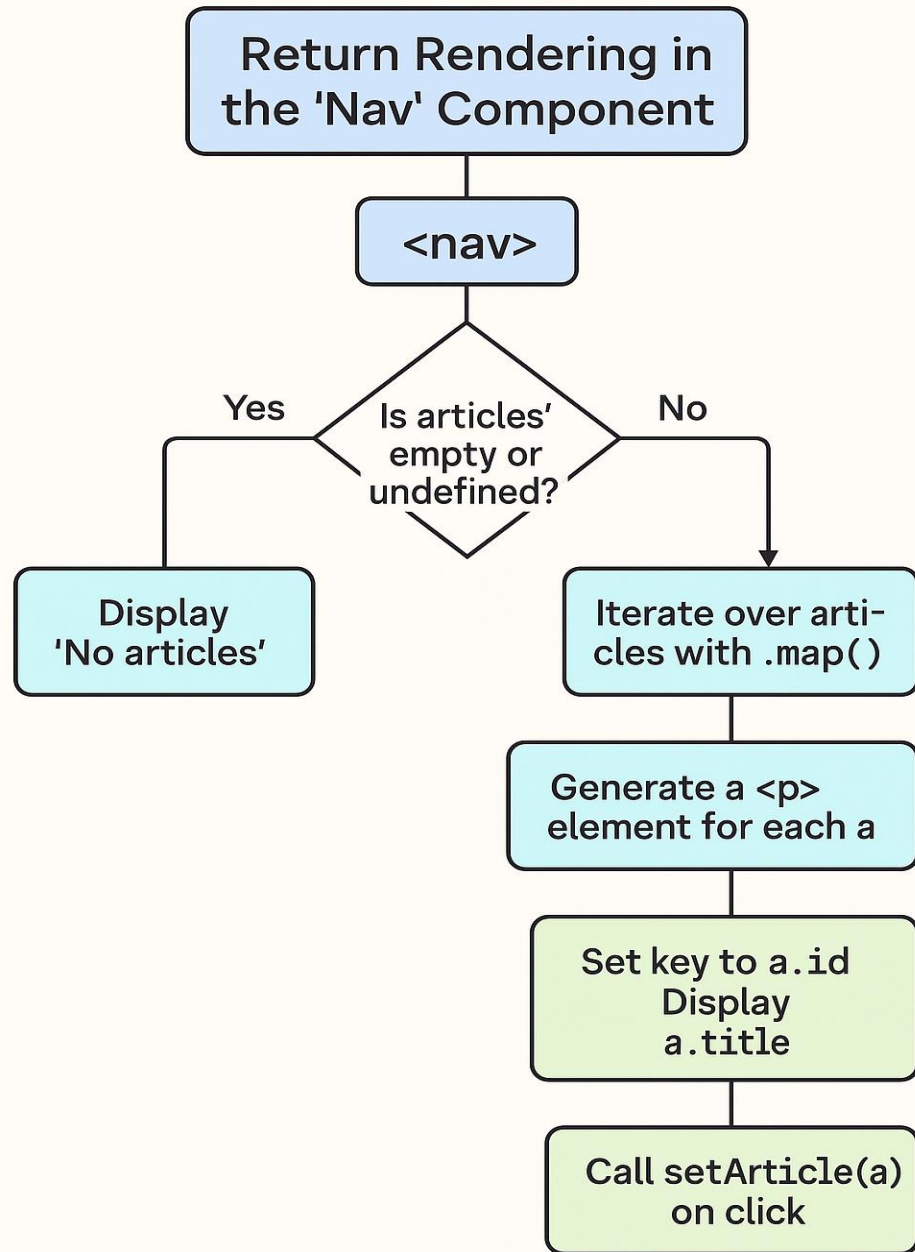 Return Rendering in
the 'Nav' Component
<nav>
Yes
No
Is articles'
empty or
undefined?
Display
'No articles'
Iterate over arti-
cles with .map()
Generate a <p>
element for each a
Set key to a.id
Display
a.title
Call setArticle(a)
on click